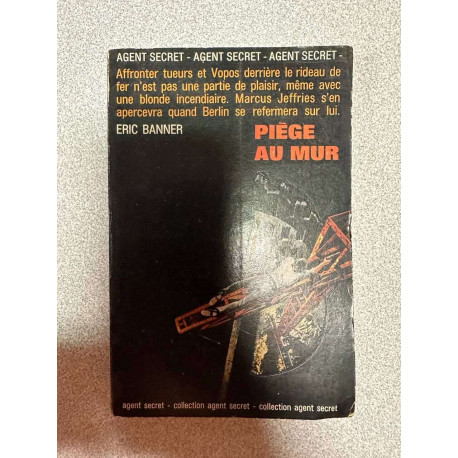 AGENT SECRET - AGENT SECRET - AGENT SECRET -
Affronter tueurs et Vopos derrière le rideau de
fer n'est pas une partie de plaisir, même avec
une blonde incendiaire. Marcus Jeffries s'en
apercevra quand Berlin se refermera sur lui.
ERIC BANNER
PIÈGE
AU MUR
agent secret - collection agent secret - collection agent secret